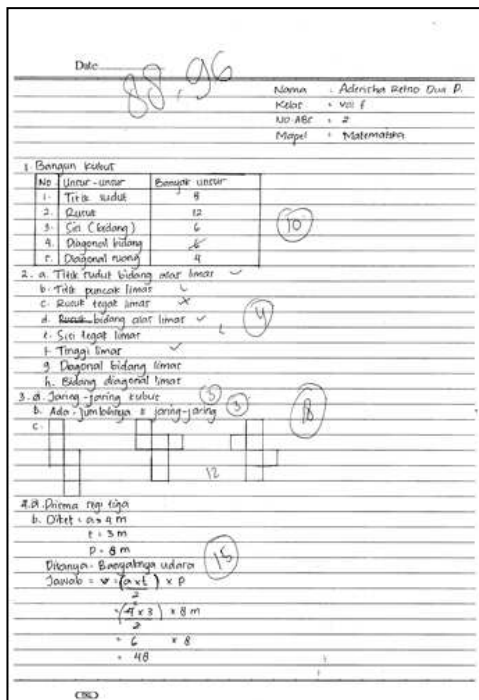 Date
88,96
Nama : Adenisha Retno Dua P.
Kelas : VIII f
NO ABS : 2
Mapel : Matematika
1. Bangun kubus
No Unsur-unsur Banyak unsur
1. Titik sudut 8
2. Rusuk 12
3. Sisi (bidang) 6
4. Diagonal bidang
5. Diagonal ruang 4
10
2. a. Titik sudut bidang alas limas
b. Titik puncak limas
c. Rusuk tegak limas
d. bidang alas limas
e. Sisi tegak limas
f. Tinggi limas
g. Diagonal bidang limas
h. Bidang diagonal limas
4
3. a. Jaring-jaring kubus 5
b. Ada. Jumlahnya jaring-jaring 3
c.
12
4. a. Prisma segi tiga
b. Diket : a = 4 m
t = 3 m
p = 8 m
Ditanya : Banyaknya udara
Jawab = v = (a x t / 2) x p
= (4 x 3 / 2) x 8 m
= 6 x 8
= 48
15